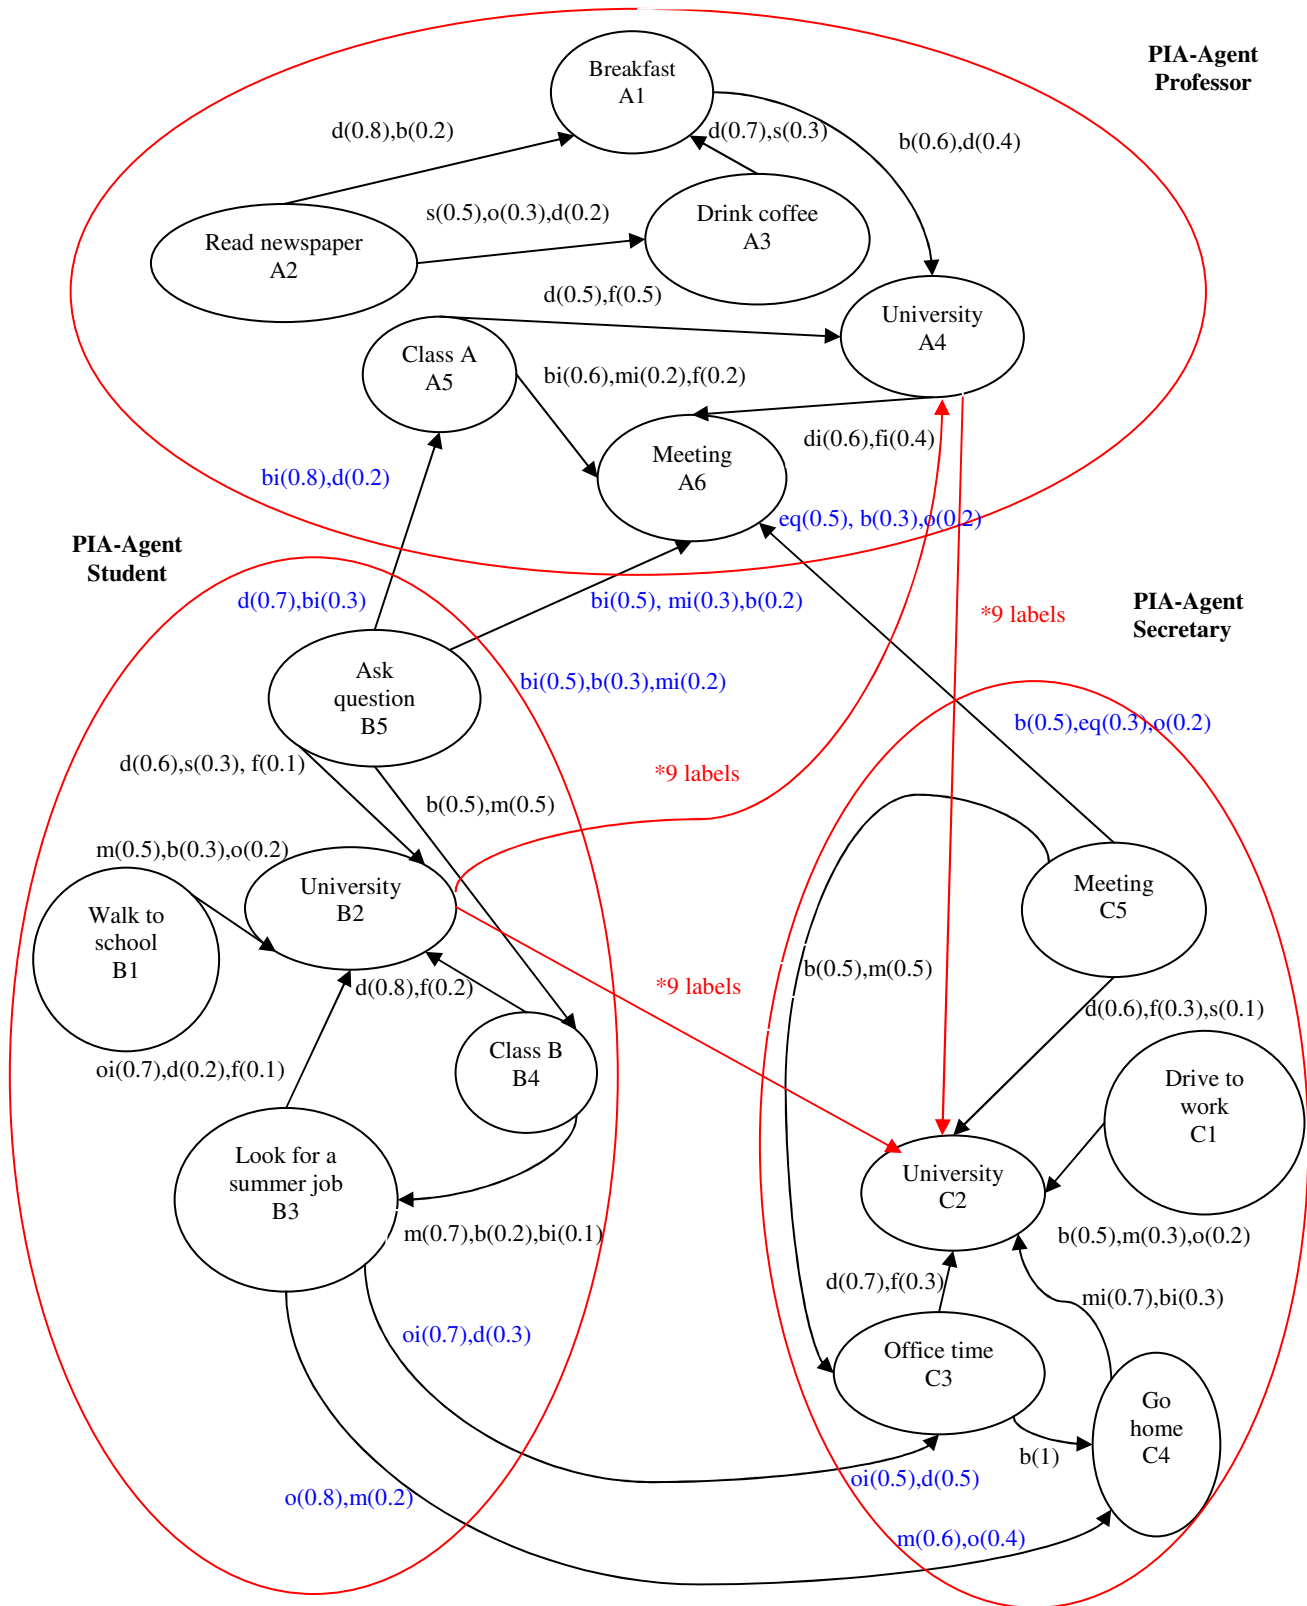 PIA-Agent
Professor
Breakfast
A1
d(0.8),b(0.2)
d(0.7),s(0.3)
b(0.6),d(0.4)
s(0.5),o(0.3),d(0.2)
Drink coffee
A3
Read newspaper
A2
d(0.5),f(0.5)
University
A4
Class A
A5
bi(0.6),mi(0.2),f(0.2)
di(0.6),fi(0.4)
Meeting
A6
bi(0.8),d(0.2)
eq(0.5), b(0.3),o(0.2)
PIA-Agent
Student
d(0.7),bi(0.3)
bi(0.5), mi(0.3),b(0.2)
*9 labels
PIA-Agent
Secretary
Ask
question
B5
bi(0.5),b(0.3),mi(0.2)
b(0.5),eq(0.3),o(0.2)
d(0.6),s(0.3), f(0.1)
*9 labels
b(0.5),m(0.5)
m(0.5),b(0.3),o(0.2)
University
B2
Meeting
C5
Walk to
school
B1
b(0.5),m(0.5)
d(0.8),f(0.2)
*9 labels
d(0.6),f(0.3),s(0.1)
oi(0.7),d(0.2),f(0.1)
Class B
B4
Drive to
work
C1
Look for a
summer job
B3
University
C2
m(0.7),b(0.2),bi(0.1)
b(0.5),m(0.3),o(0.2)
d(0.7),f(0.3)
mi(0.7),bi(0.3)
oi(0.7),d(0.3)
Office time
C3
Go
home
C4
b(1)
oi(0.5),d(0.5)
o(0.8),m(0.2)
m(0.6),o(0.4)